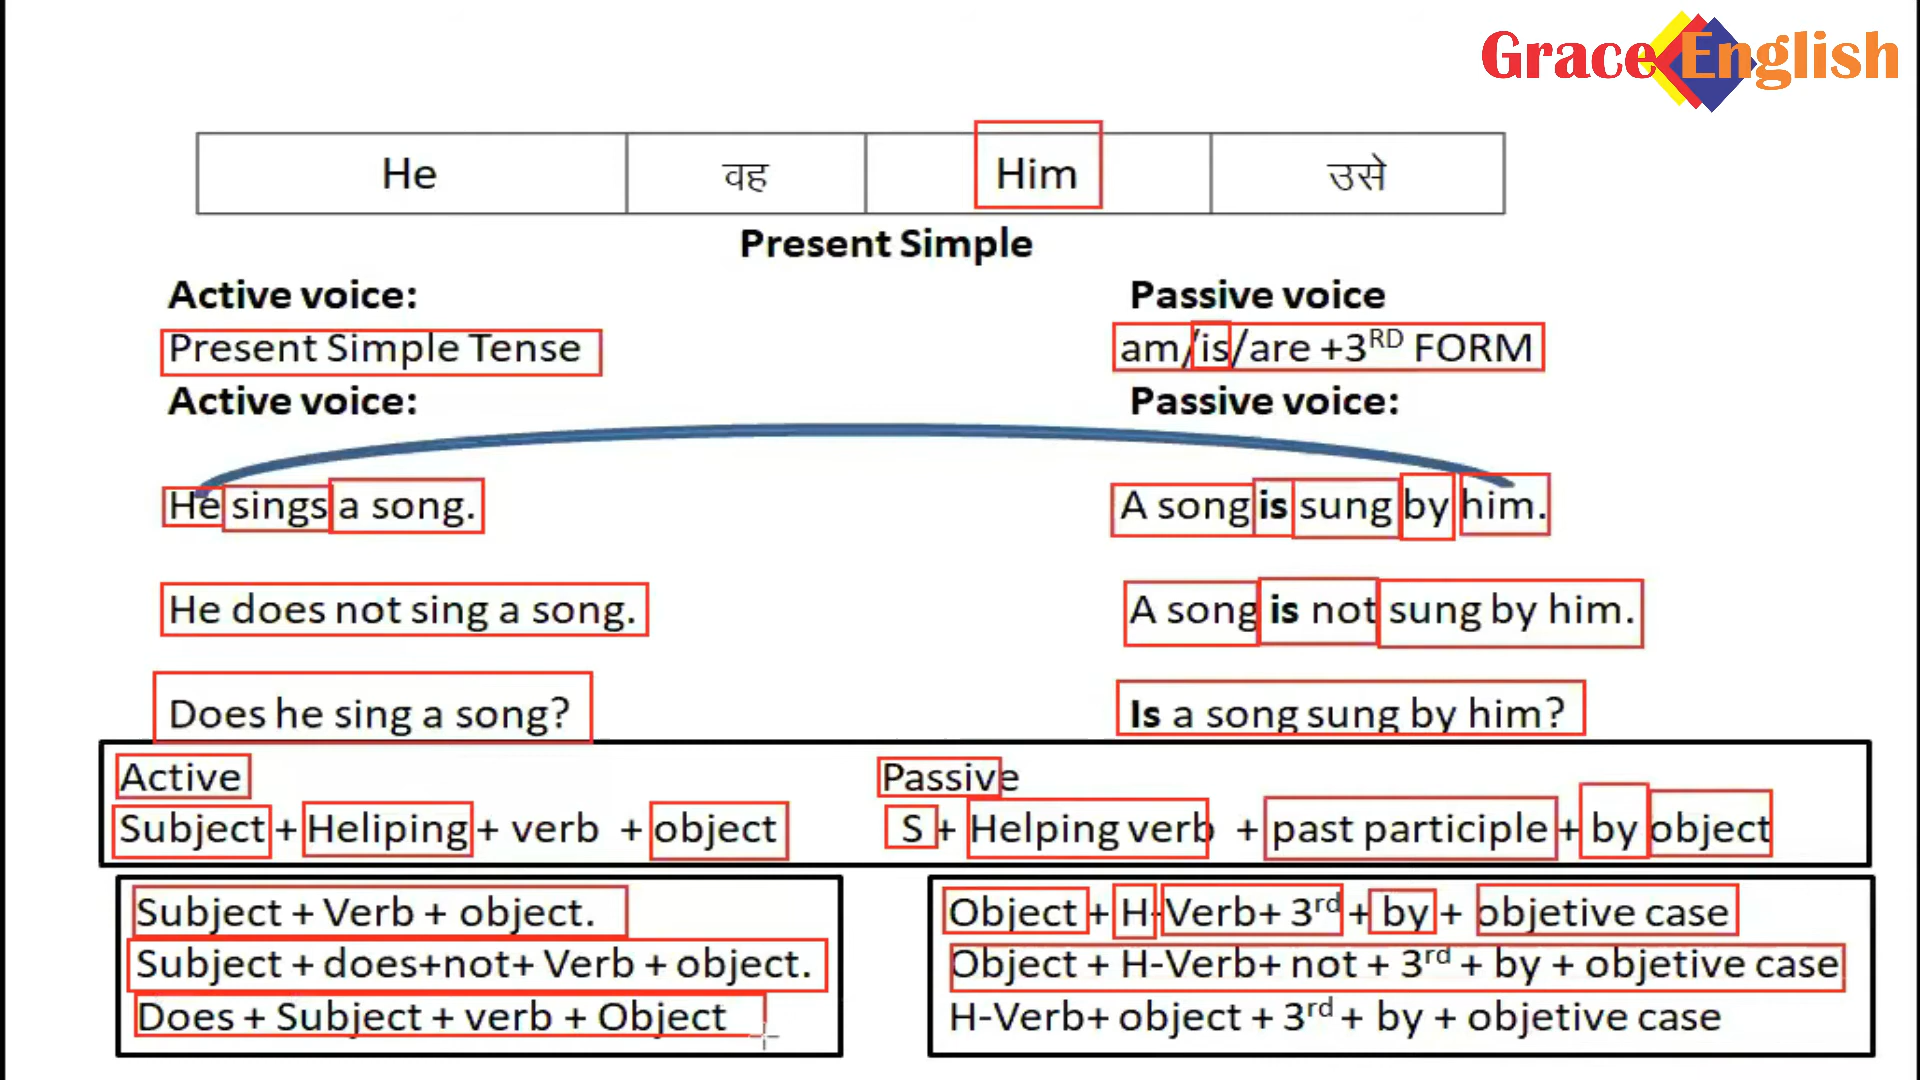 Grace English
He वह Him उसे
Present Simple
Active voice: Passive voice
Present Simple Tense am/is/are +3RD FORM
Active voice: Passive voice:
He sings a song. A song is sung by him.
He does not sing a song. A song is not sung by him.
Does he sing a song? Is a song sung by him?
Active Passive
Subject + Heliping + verb + object S + Helping verb + past participle + by object
Subject + Verb + object. Object + H-Verb+ 3rd + by + objetive case
Subject + does+not+ Verb + object. Object + H-Verb+ not + 3rd + by + objetive case
Does + Subject + verb + Object H-Verb+ object + 3rd + by + objetive case